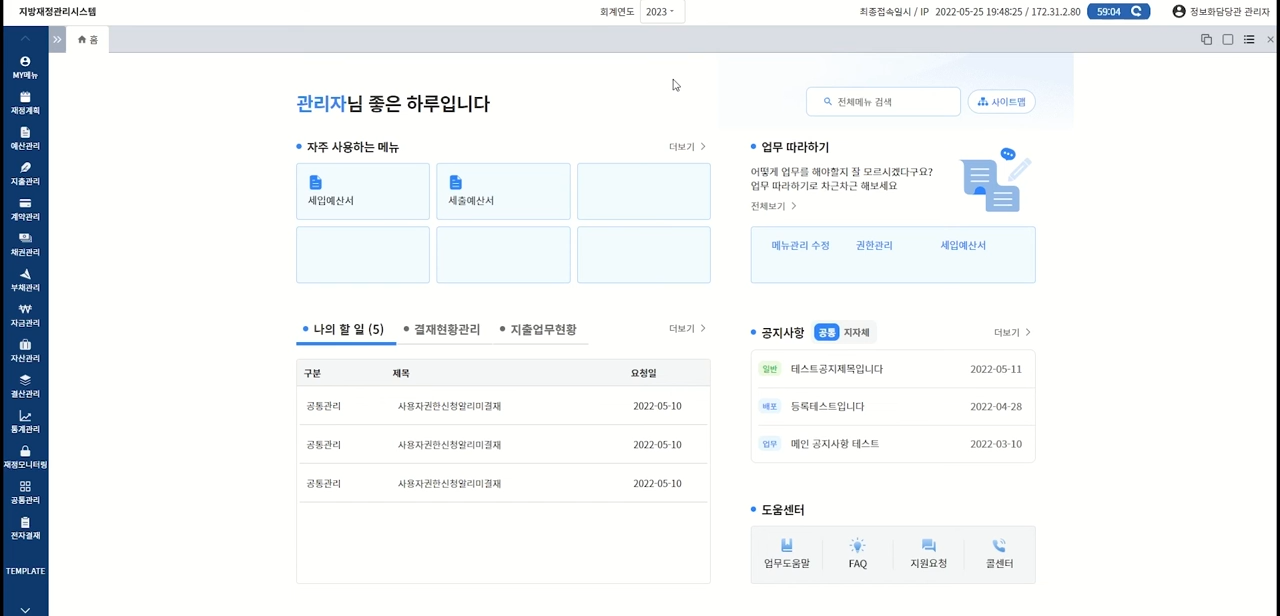 지방재정관리시스템
회계연도 2023
최종접속일시 / IP 2022-05-25 19:48:25 / 172.31.2.80
59:04
정보화담당관 관리자
홈
MY메뉴
재정계획
예산관리
지출관리
계약관리
채권관리
부채관리
자금관리
자산관리
결산관리
통계관리
재정모니터링
공통관리
전자결재
TEMPLATE
관리자님 좋은 하루입니다
전체메뉴 검색
사이트맵
자주 사용하는 메뉴
더보기
세입예산서
세출예산서
업무 따라하기
어떻게 업무를 해야할지 잘 모르시겠다구요?
업무 따라하기로 차근차근 해보세요
전체보기
메뉴관리 수정 권한관리 세입예산서
나의 할 일 (5) 결재현황관리 지출업무현황
더보기
구분 제목 요청일
공통관리 사용자권한신청알리미결재 2022-05-10
공통관리 사용자권한신청알리미결재 2022-05-10
공통관리 사용자권한신청알리미결재 2022-05-10
공지사항 공통 지자체
더보기
일반 테스트공지제목입니다 2022-05-11
배포 등록테스트입니다 2022-04-28
업무 메인 공지사항 테스트 2022-03-10
도움센터
업무도움말 FAQ 지원요청 콜센터